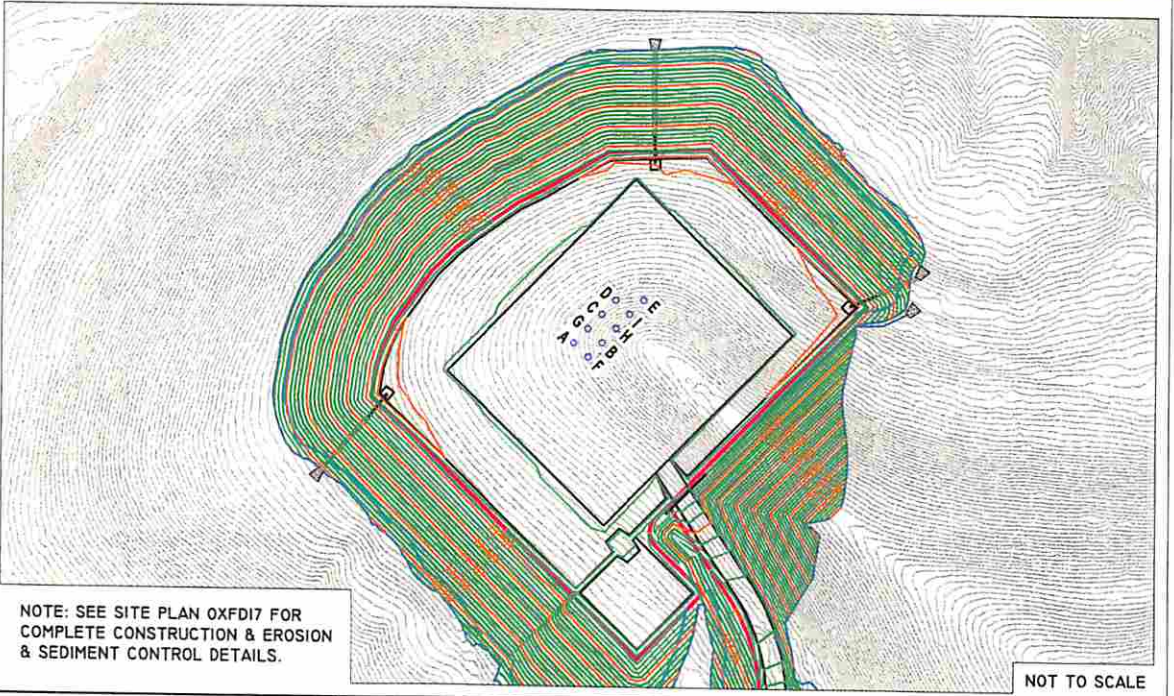 D
C
G
A
E
I
H
B
F
NOTE: SEE SITE PLAN OXFD17 FOR
COMPLETE CONSTRUCTION & EROSION
& SEDIMENT CONTROL DETAILS.
NOT TO SCALE